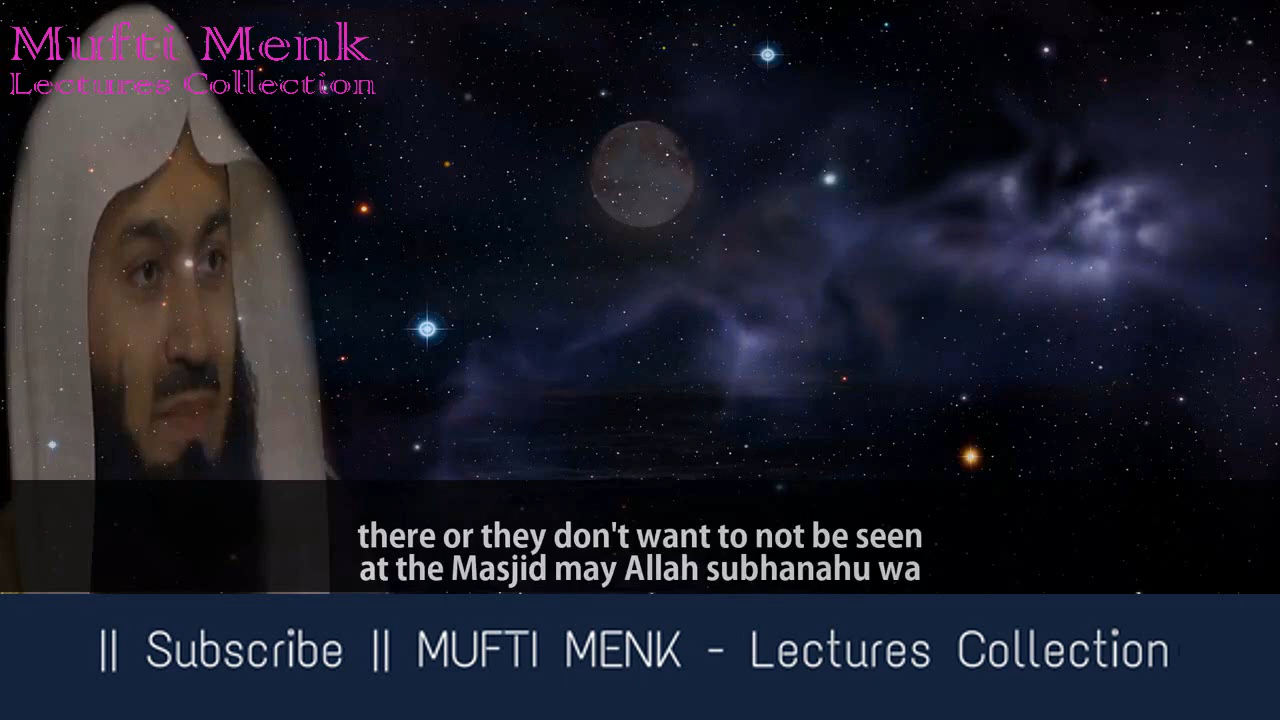 Mufti Menk
Lectures Collection
there or they don't want to not be seen
at the Masjid may Allah subhanahu wa
|| Subscribe || MUFTI MENK - Lectures Collection